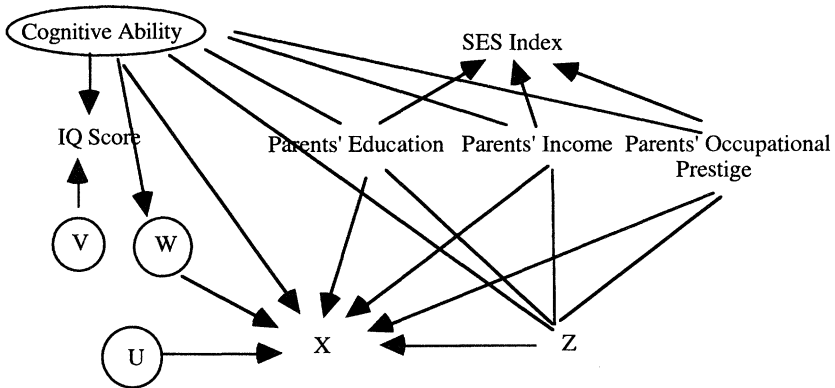 Cognitive Ability
SES Index
IQ Score
Parents' Education
Parents' Income
Parents' Occupational
Prestige
V
W
U
X
Z